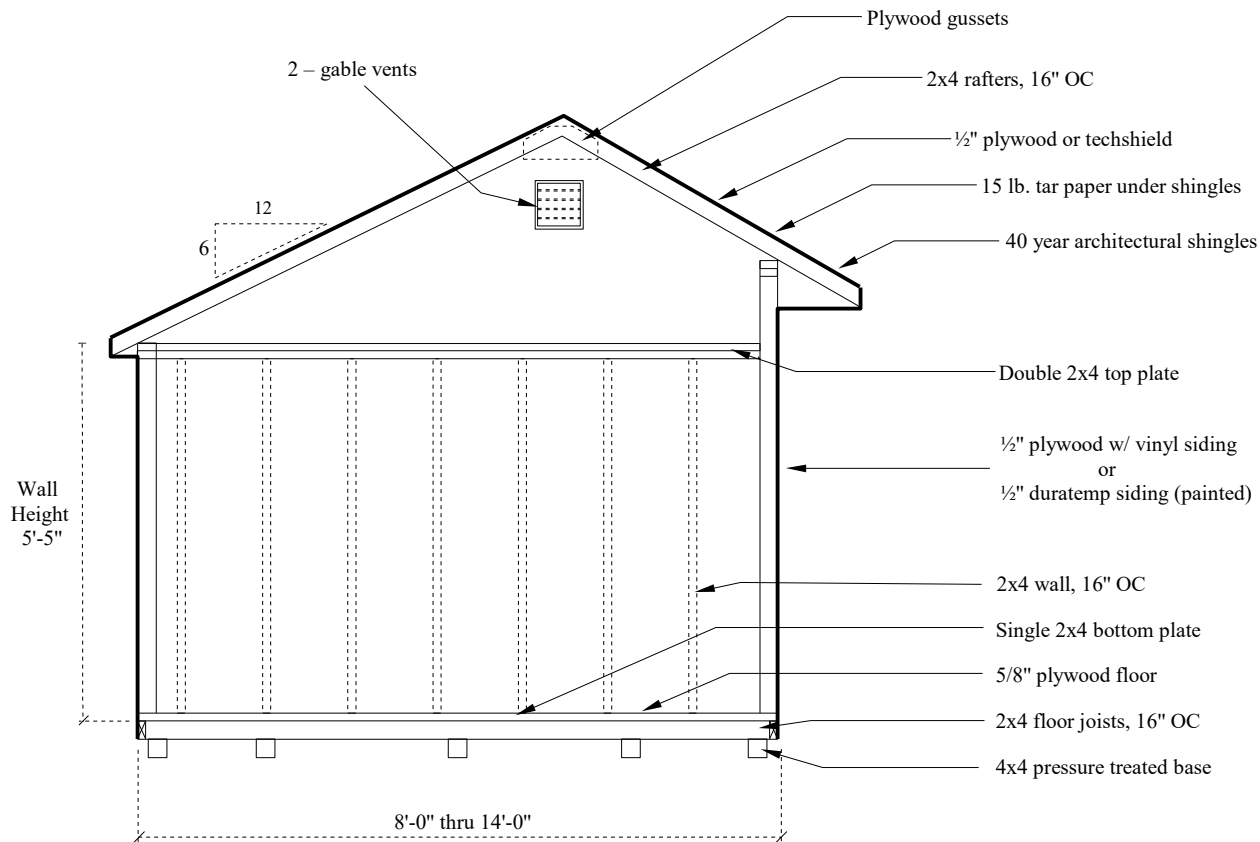 Plywood gussets
2 – gable vents
2x4 rafters, 16" OC
½" plywood or techshield
15 lb. tar paper under shingles
12
6
40 year architectural shingles
Double 2x4 top plate
½" plywood w/ vinyl siding
or
½" duratemp siding (painted)
Wall
Height
5'-5"
2x4 wall, 16" OC
Single 2x4 bottom plate
5/8" plywood floor
2x4 floor joists, 16" OC
4x4 pressure treated base
8'-0" thru 14'-0"